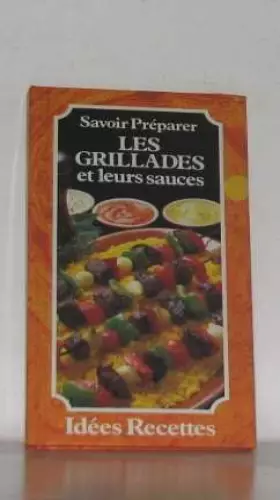 Savoir Préparer
LES
GRILLADES
et leurs sauces
Idées Recettes